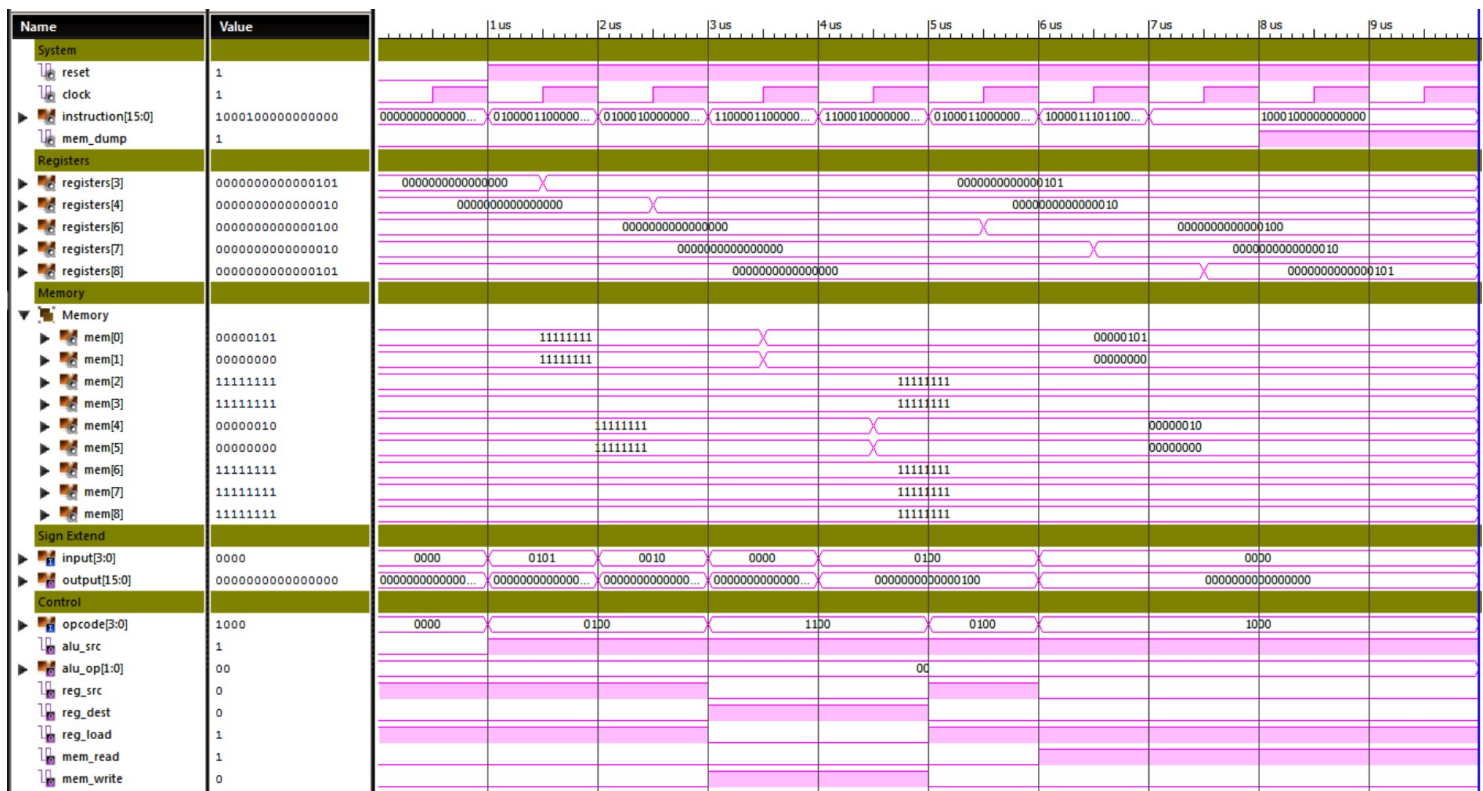 Name Value 1 us 2 us 3 us 4 us 5 us 6 us 7 us 8 us 9 us
System
reset 1
clock 1
instruction[15:0] 1000100000000000 0000000000000... 0100001100000... 0100010000000... 1100001100000... 1100010000000... 0100011000000... 1000011101100... 1000100000000000
mem_dump 1
Registers
registers[3] 0000000000000101 0000000000000000 0000000000000101
registers[4] 0000000000000010 0000000000000000 0000000000000010
registers[6] 0000000000000100 0000000000000000 0000000000000100
registers[7] 0000000000000010 0000000000000000 0000000000000010
registers[8] 0000000000000101 0000000000000000 0000000000000101
Memory
Memory
mem[0] 00000101 11111111 00000101
mem[1] 00000000 11111111 00000000
mem[2] 11111111 11111111
mem[3] 11111111 11111111
mem[4] 00000010 11111111 00000010
mem[5] 00000000 11111111 00000000
mem[6] 11111111 11111111
mem[7] 11111111 11111111
mem[8] 11111111 11111111
Sign Extend
input[3:0] 0000 0000 0101 0010 0000 0100 0000
output[15:0] 0000000000000000 0000000000000... 0000000000000... 0000000000000... 0000000000000... 0000000000000100 0000000000000000
Control
opcode[3:0] 1000 0000 0100 1100 0100 1000
alu_src 1
alu_op[1:0] 00 00
reg_src 0
reg_dest 0
reg_load 1
mem_read 1
mem_write 0